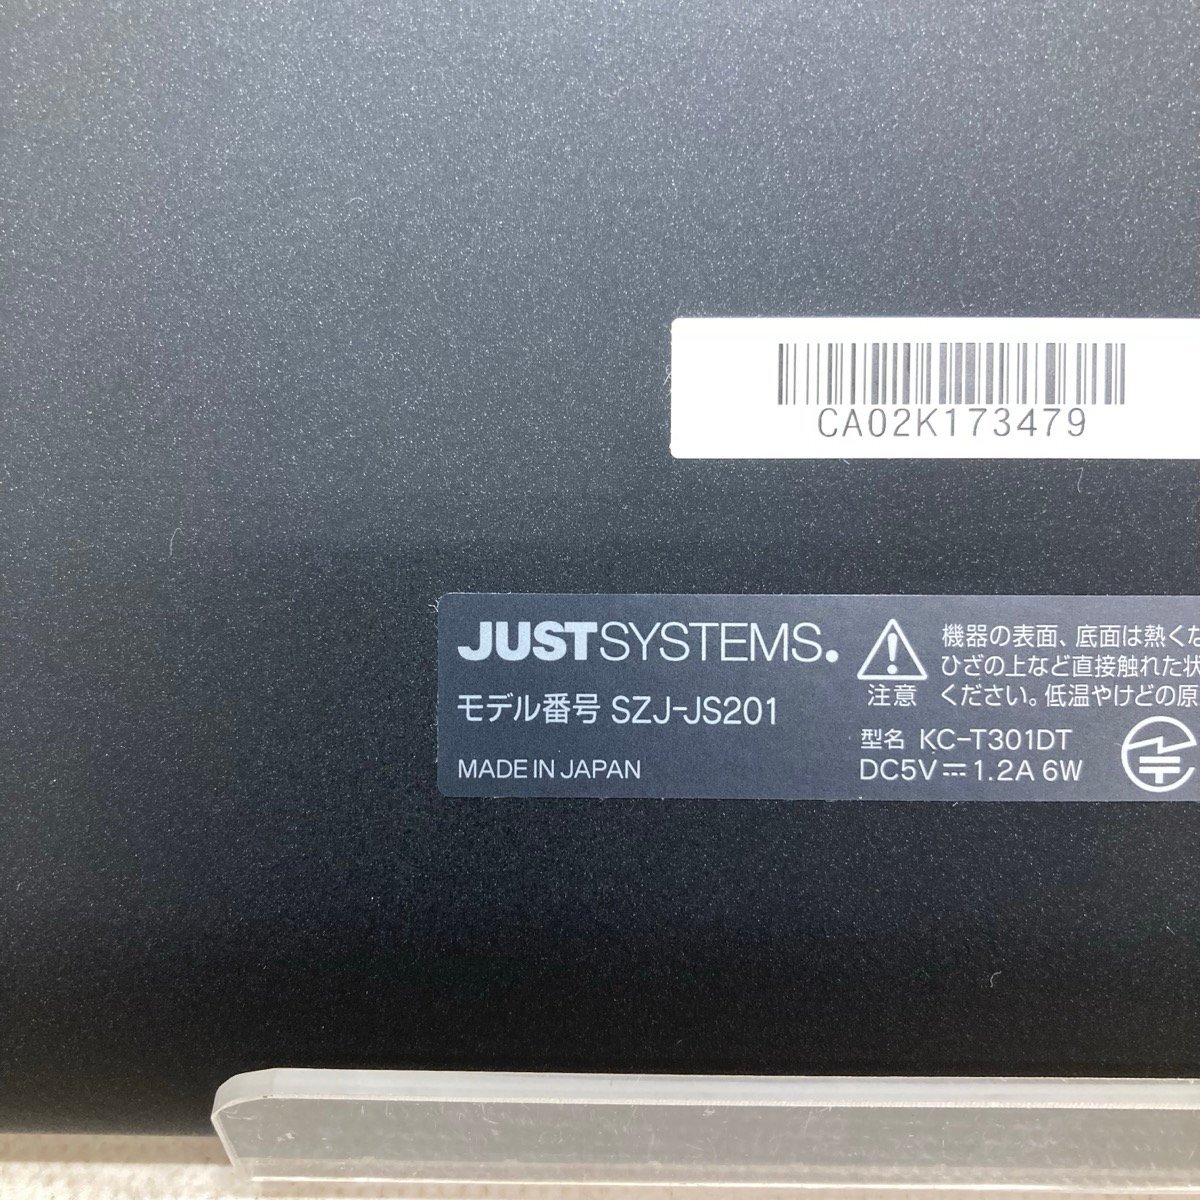 CA02K173479
JUSTSYSTEMS.
モデル番号 SZJ-JS201
MADE IN JAPAN
注意
機器の表面、底面は熱くな
ひざの上など直接触れた状
ください。低温やけどの原
型名 KC-T301DT
DC5V⎓1.2A 6W